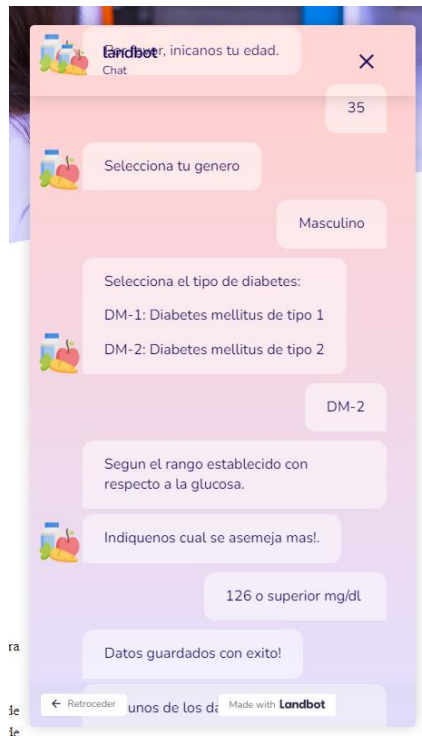 Por favor, inicanos tu edad.
landbot
Chat
35
Selecciona tu genero
Masculino
Selecciona el tipo de diabetes:
DM-1: Diabetes mellitus de tipo 1
DM-2: Diabetes mellitus de tipo 2
DM-2
Segun el rango establecido con
respecto a la glucosa.
Indiquenos cual se asemeja mas!.
126 o superior mg/dl
ra
Datos guardados con exito!
← Retroceder
unos de los da
Made with Landbot
de
de